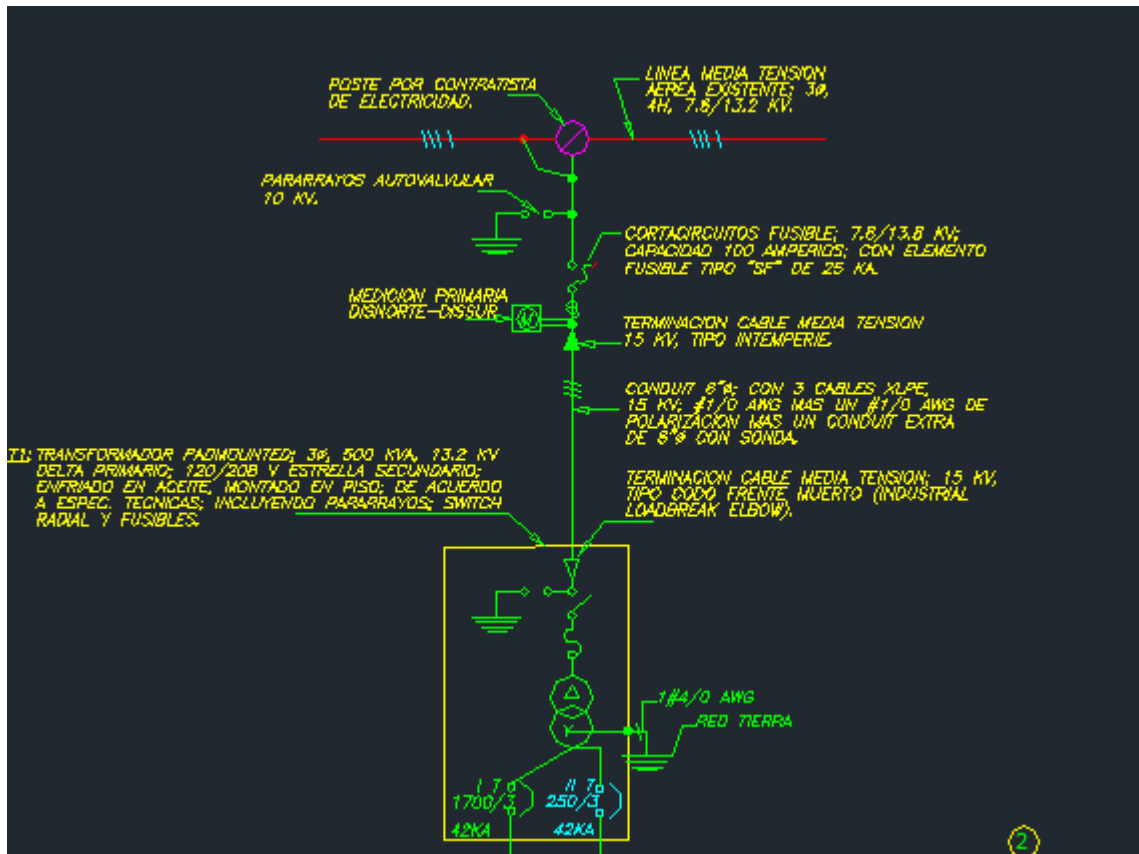 POSTE POR CONTRATISTA
DE ELECTRICIDAD.
LINEA MEDIA TENSION
AEREA EXISTENTE; 3ø,
4H, 7.6/13.2 KV.
PARARRAYOS AUTOVALVULAR
10 KV.
CORTACIRCUITOS FUSIBLE; 7.8/13.8 KV;
CAPACIDAD 100 AMPERIOS; CON ELEMENTO
FUSIBLE TIPO "SF" DE 25 KA.
MEDICION PRIMARIA
DISNORTE-DISSUR
TERMINACION CABLE MEDIA TENSION
15 KV, TIPO INTEMPERIE.
CONDUIT 6"ø; CON 3 CABLES XLPE,
15 KV; #1/0 AWG MAS UN #1/0 AWG DE
POLARIZACION MAS UN CONDUIT EXTRA
DE 6"ø CON SONDA.
T1: TRANSFORMADOR PADMOUNTED; 3ø, 500 KVA, 13.2 KV
DELTA PRIMARIO; 120/208 V ESTRELLA SECUNDARIO;
ENFRIADO EN ACEITE, MONTADO EN PISO; DE ACUERDO
A ESPEC. TECNICAS; INCLUYENDO PARARRAYOS; SWITCH
RADIAL Y FUSIBLES.
TERMINACION CABLE MEDIA TENSION; 15 KV,
TIPO CODO FRENTE MUERTO (INDUSTRIAL
LOADBREAK ELBOW).
1#4/0 AWG
RED TIERRA
I T
1700/3
42KA
II T
250/3
42KA
2